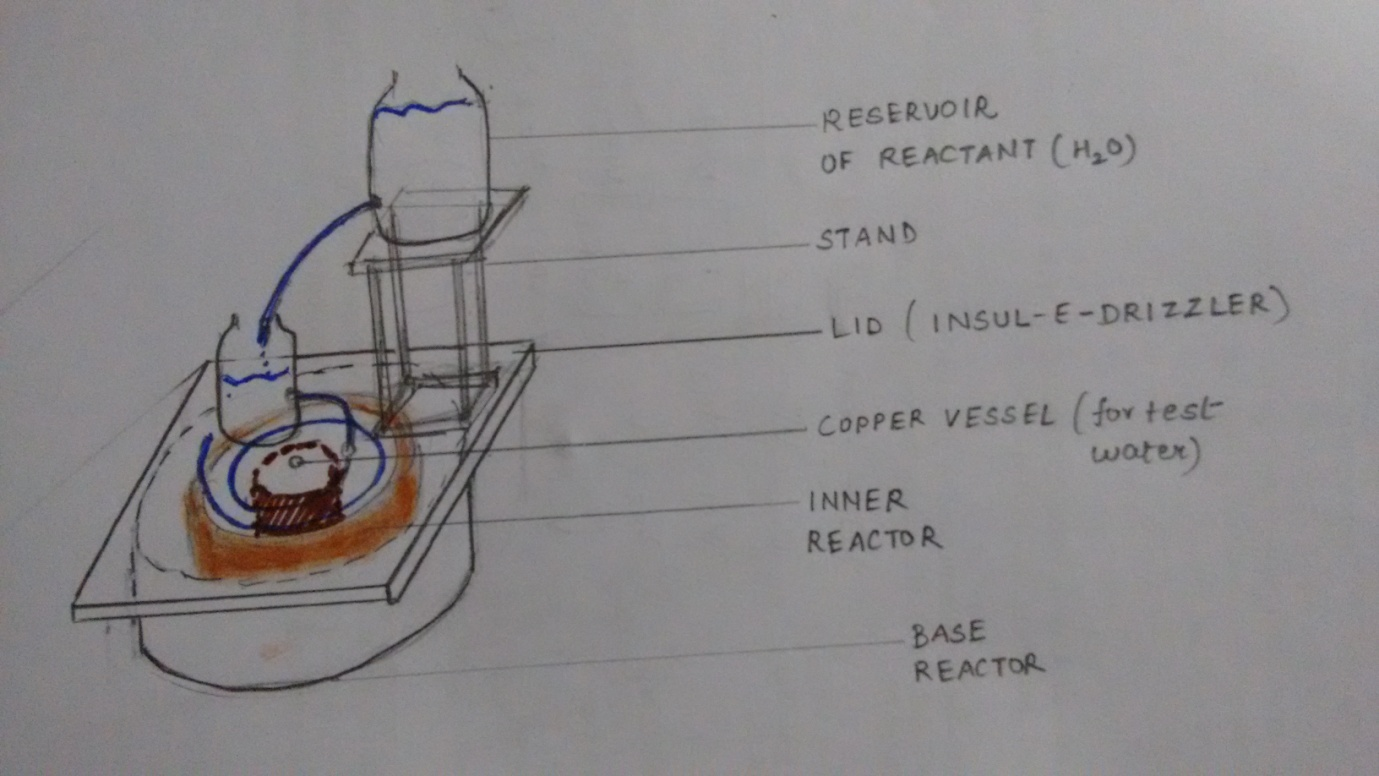 RESERVOIR
OF REACTANT (H₂O)
STAND
LID (INSUL-E-DRIZZLER)
COPPER VESSEL (for test
water)
INNER
REACTOR
BASE
REACTOR